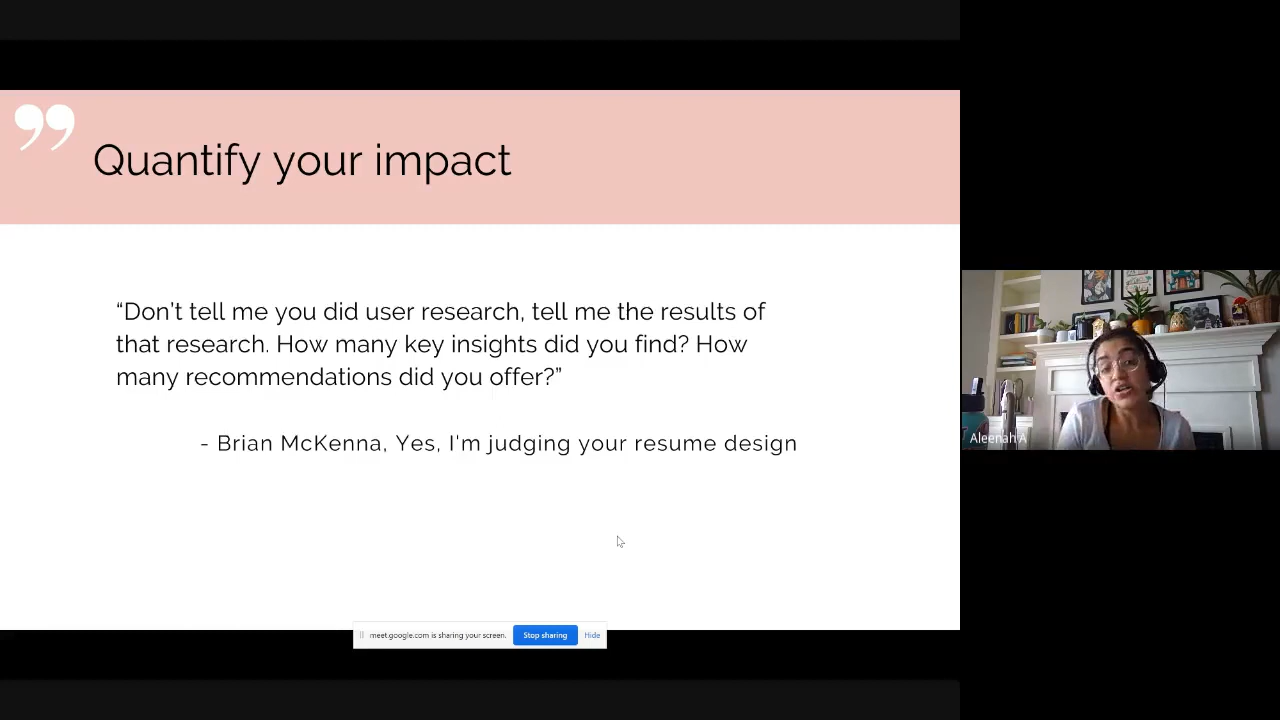 Quantify your impact
“Don't tell me you did user research, tell me the results of
that research. How many key insights did you find? How
many recommendations did you offer?”
- Brian McKenna, Yes, I'm judging your resume design
Aleenah A
meet.google.com is sharing your screen.
Stop sharing
Hide